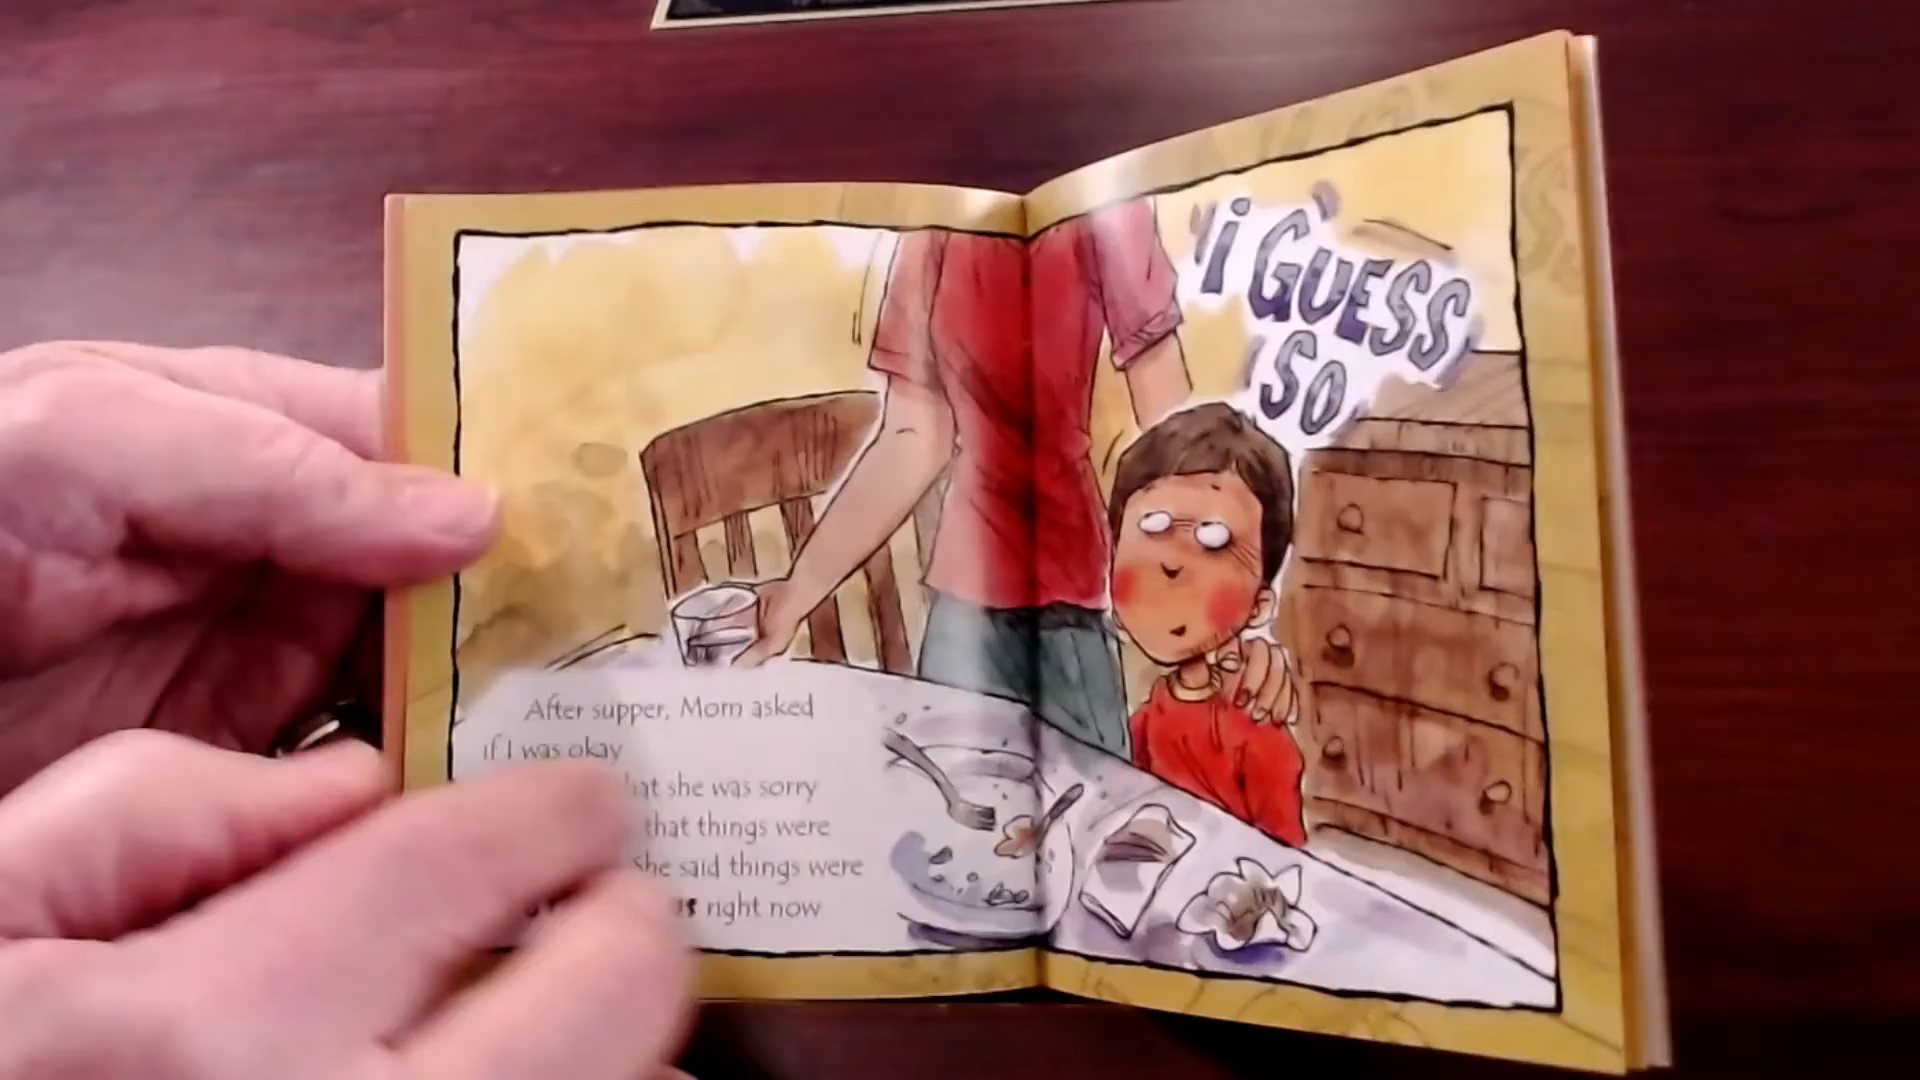 After supper, Mom asked
if I was okay
that she was sorry
that things were
She said things were
right now
"i GUESS
SO